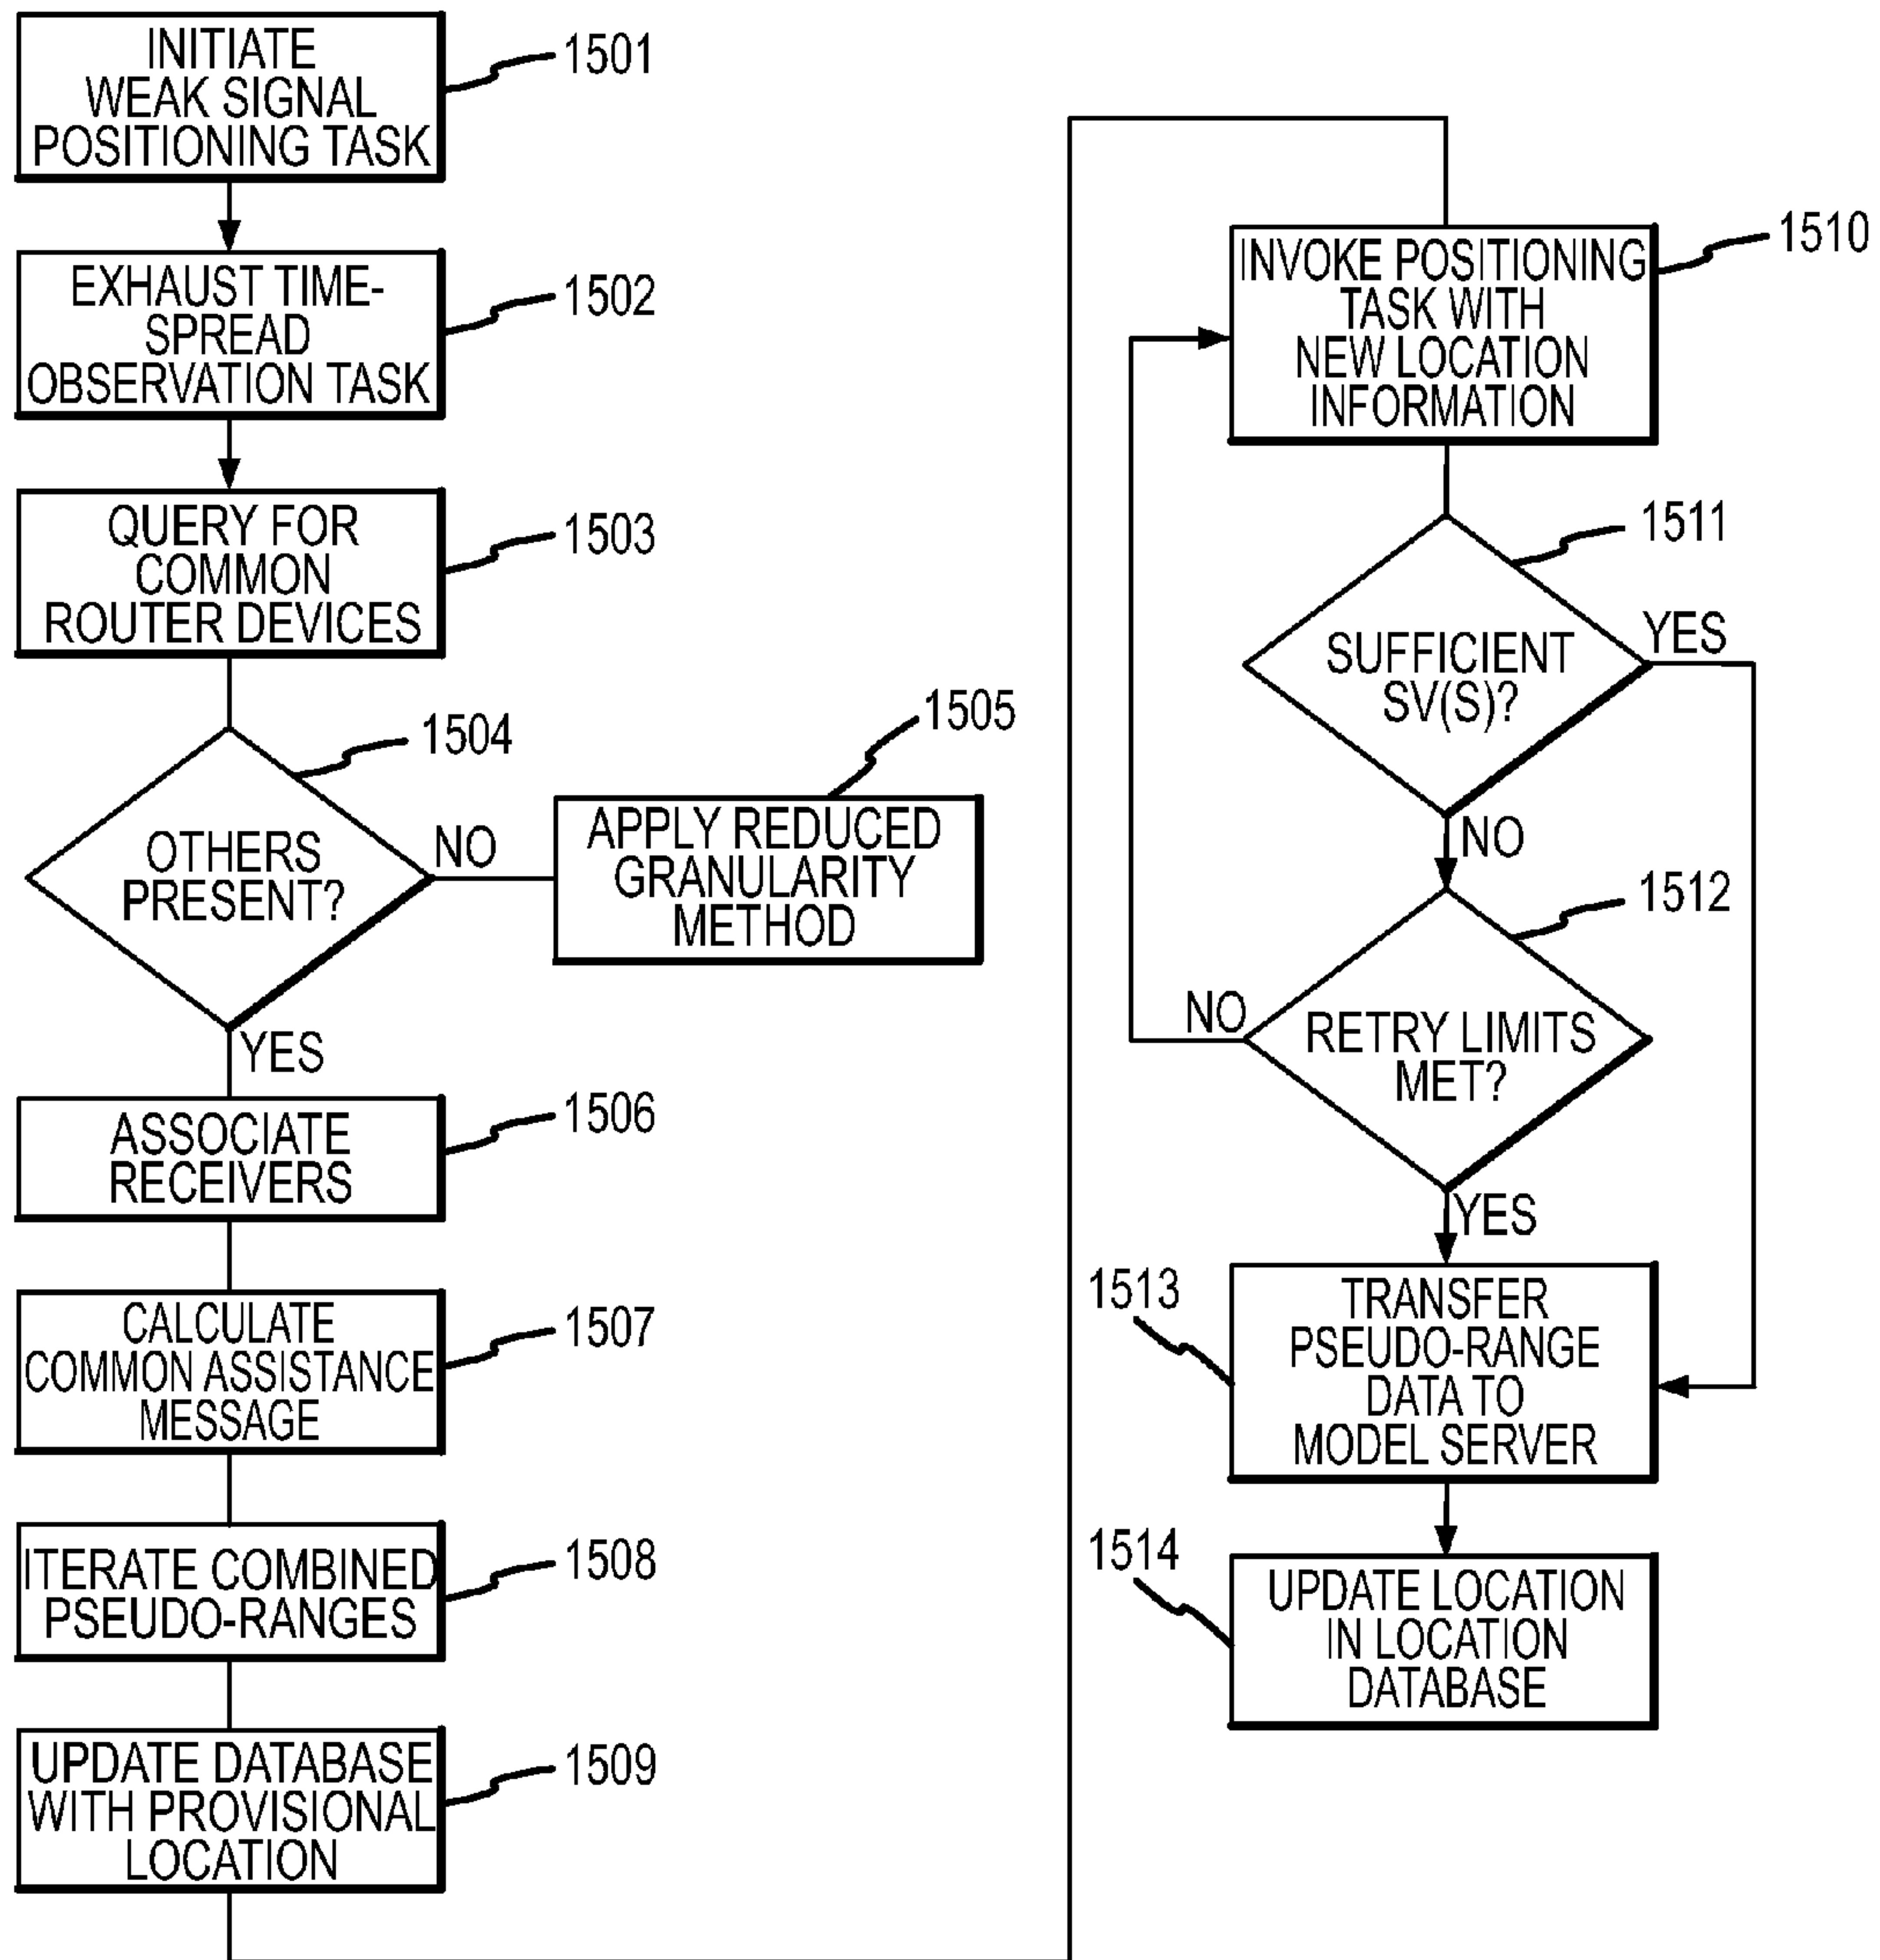 INITIATE
WEAK SIGNAL
POSITIONING TASK
1501
EXHAUST TIME-
SPREAD
OBSERVATION TASK
1502
QUERY FOR
COMMON
ROUTER DEVICES
1503
1504
OTHERS
PRESENT?
NO
1505
APPLY REDUCED
GRANULARITY
METHOD
YES
ASSOCIATE
RECEIVERS
1506
CALCULATE
COMMON ASSISTANCE
MESSAGE
1507
ITERATE COMBINED
PSEUDO-RANGES
1508
UPDATE DATABASE
WITH PROVISIONAL
LOCATION
1509
INVOKE POSITIONING
TASK WITH
NEW LOCATION
INFORMATION
1510
1511
SUFFICIENT
SV(S)?
YES
NO
1512
RETRY LIMITS
MET?
NO
YES
1513
TRANSFER
PSEUDO-RANGE
DATA TO
MODEL SERVER
1514
UPDATE LOCATION
IN LOCATION
DATABASE